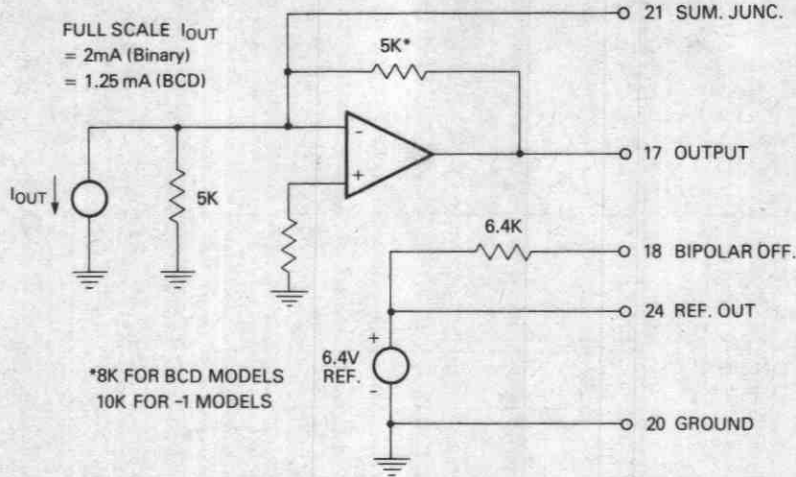 FULL SCALE IOUT
= 2mA (Binary)
= 1.25 mA (BCD)
21 SUM. JUNC.
5K*
-
+
17 OUTPUT
IOUT
5K
6.4K
18 BIPOLAR OFF.
24 REF. OUT
+
6.4V
REF.
-
*8K FOR BCD MODELS
10K FOR -1 MODELS
20 GROUND